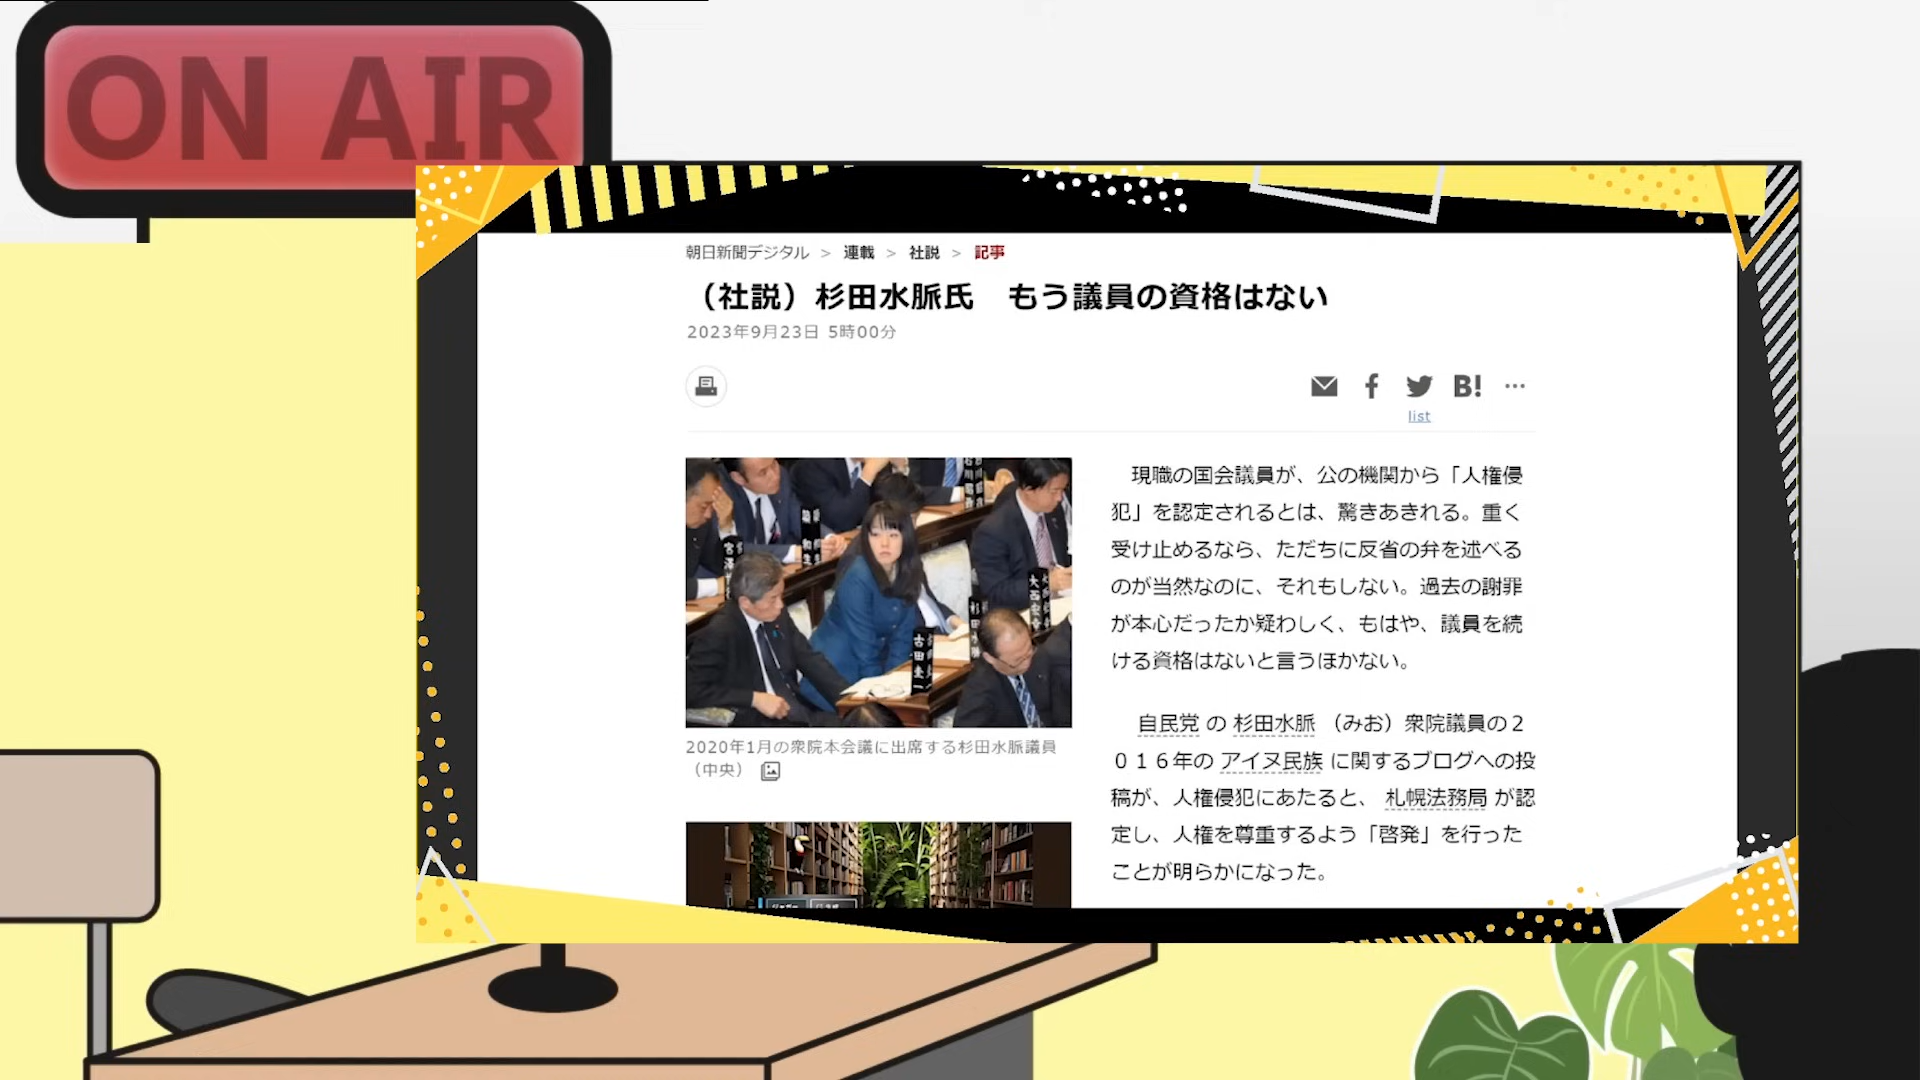 ON AIR
朝日新聞デジタル > 連載 > 社説 > 記事
（社説）杉田水脈氏　もう議員の資格はない
2023年9月23日 5時00分
B!
list
現職の国会議員が、公の機関から「人権侵
犯」を認定されるとは、驚きあきれる。重く
受け止めるなら、ただちに反省の弁を述べる
のが当然なのに、それもしない。過去の謝罪
が本心だったか疑わしく、もはや、議員を続
ける資格はないと言うほかない。
自民党 の 杉田水脈 （みお）衆院議員の２
０１６年の アイヌ民族 に関するブログへの投
稿が、人権侵犯にあたると、 札幌法務局 が認
定し、人権を尊重するよう「啓発」を行った
ことが明らかになった。
2020年1月の衆院本会議に出席する杉田水脈議員
（中央）